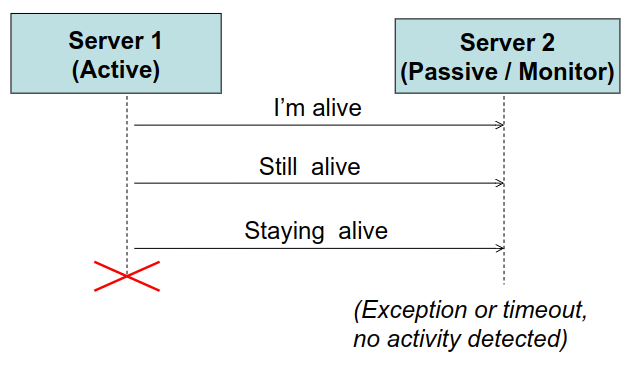 Server 1
(Active)
Server 2
(Passive / Monitor)
I'm alive
Still alive
Staying alive
(Exception or timeout,
no activity detected)